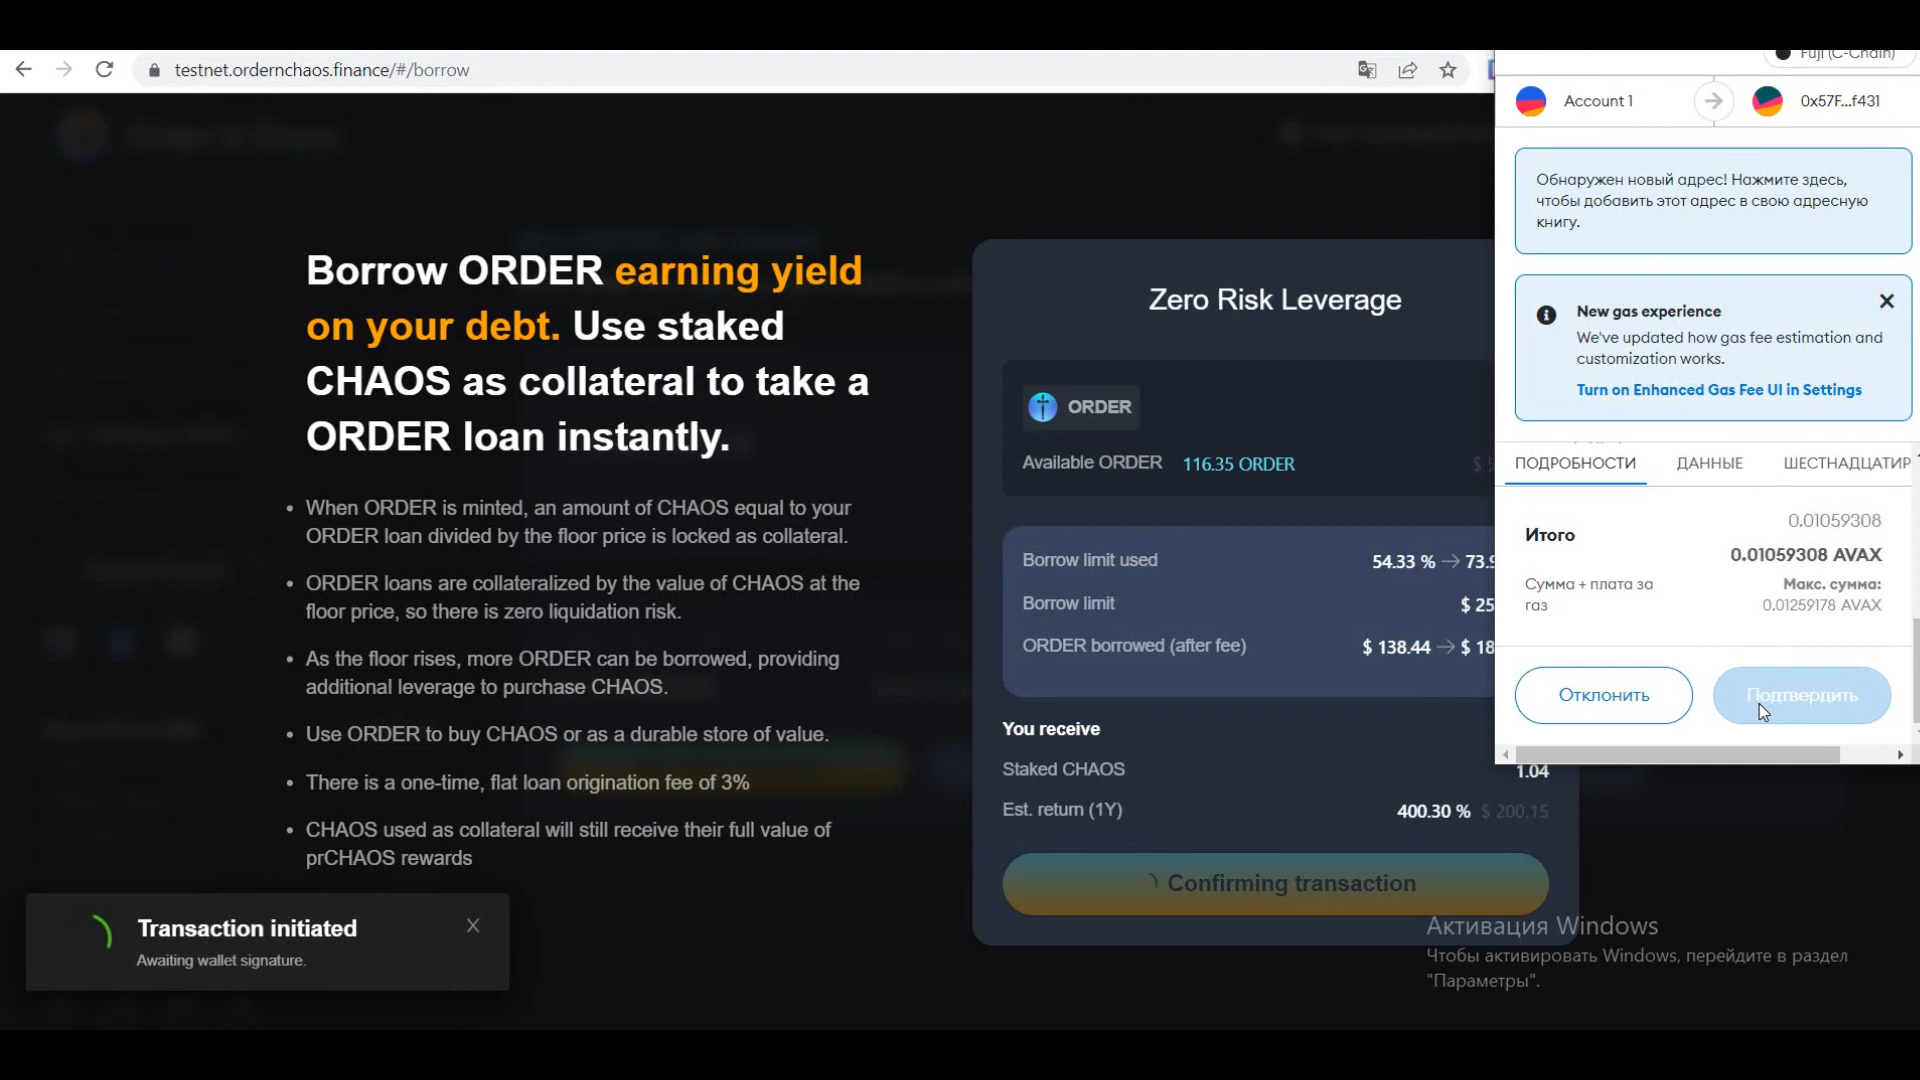 testnet.ordernchaos.finance/#/borrow
Fuji (C-Chain)
Account 1
0x57F...f431
Обнаружен новый адрес! Нажмите здесь,
чтобы добавить этот адрес в свою адресную
книгу.
New gas experience
We've updated how gas fee estimation and
customization works.
Turn on Enhanced Gas Fee UI in Settings
ПОДРОБНОСТИ ДАННЫЕ ШЕСТНАДЦАТИР
Итого
0.01059308
0.01059308 AVAX
Сумма + плата за
газ
Макс. сумма:
0.01259178 AVAX
Отклонить
Подтвердить
Borrow ORDER earning yield
on your debt. Use staked
CHAOS as collateral to take a
ORDER loan instantly.
• When ORDER is minted, an amount of CHAOS equal to your
ORDER loan divided by the floor price is locked as collateral.
• ORDER loans are collateralized by the value of CHAOS at the
floor price, so there is zero liquidation risk.
• As the floor rises, more ORDER can be borrowed, providing
additional leverage to purchase CHAOS.
• Use ORDER to buy CHAOS or as a durable store of value.
• There is a one-time, flat loan origination fee of 3%
• CHAOS used as collateral will still receive their full value of
prCHAOS rewards
Zero Risk Leverage
ORDER
Available ORDER 116.35 ORDER
Borrow limit used 54.33 % → 73.9
Borrow limit $ 25
ORDER borrowed (after fee) $ 138.44 → $ 18
You receive
Staked CHAOS 1.04
Est. return (1Y) 400.30 % $ 200.15
Confirming transaction
Transaction initiated
Awaiting wallet signature.
Активация Windows
Чтобы активировать Windows, перейдите в раздел
"Параметры".